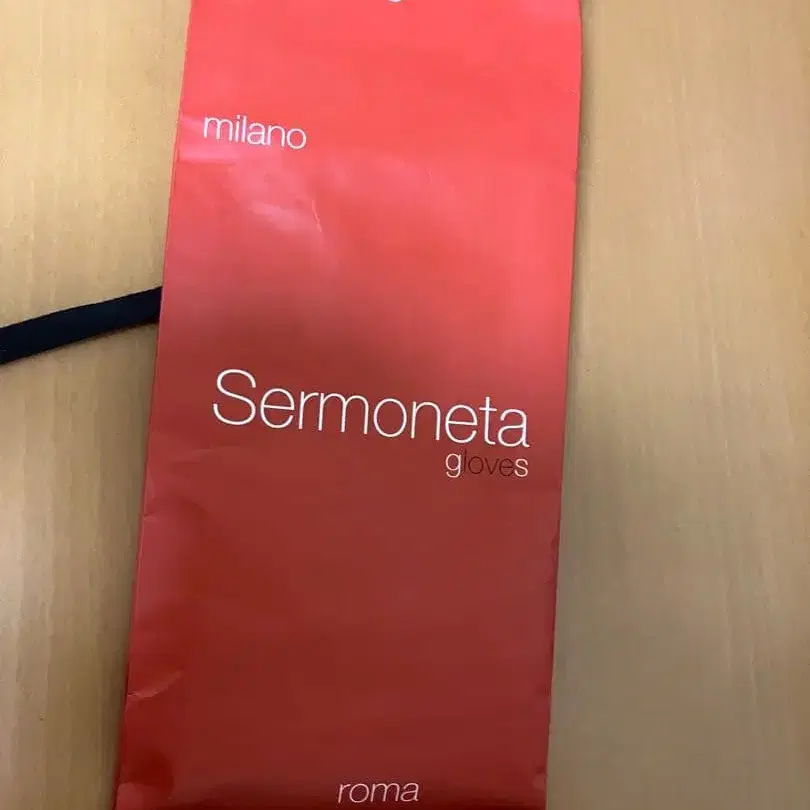 milano
Sermoneta
gloves
roma